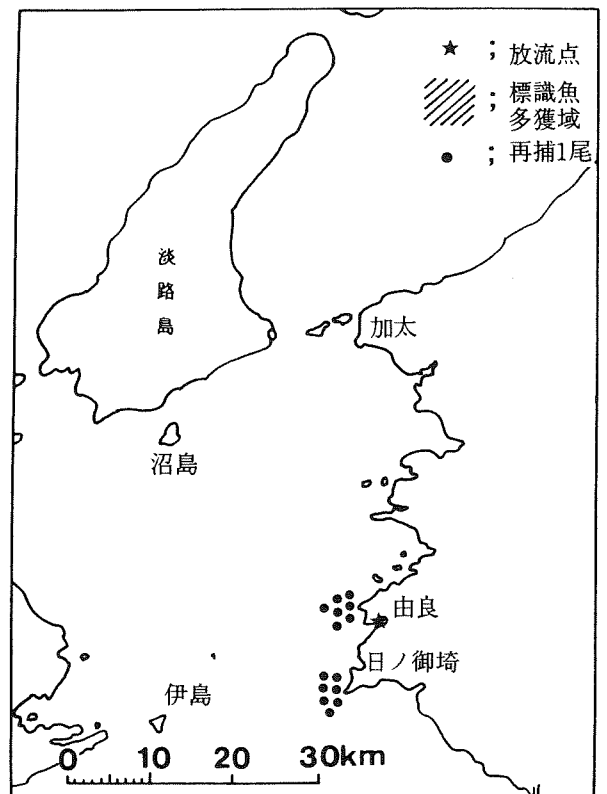 ; 放流点
; 標識魚
多獲域
; 再捕1尾
淡路島
加太
沼島
由良
日ノ御埼
伊島
0 10 20 30km